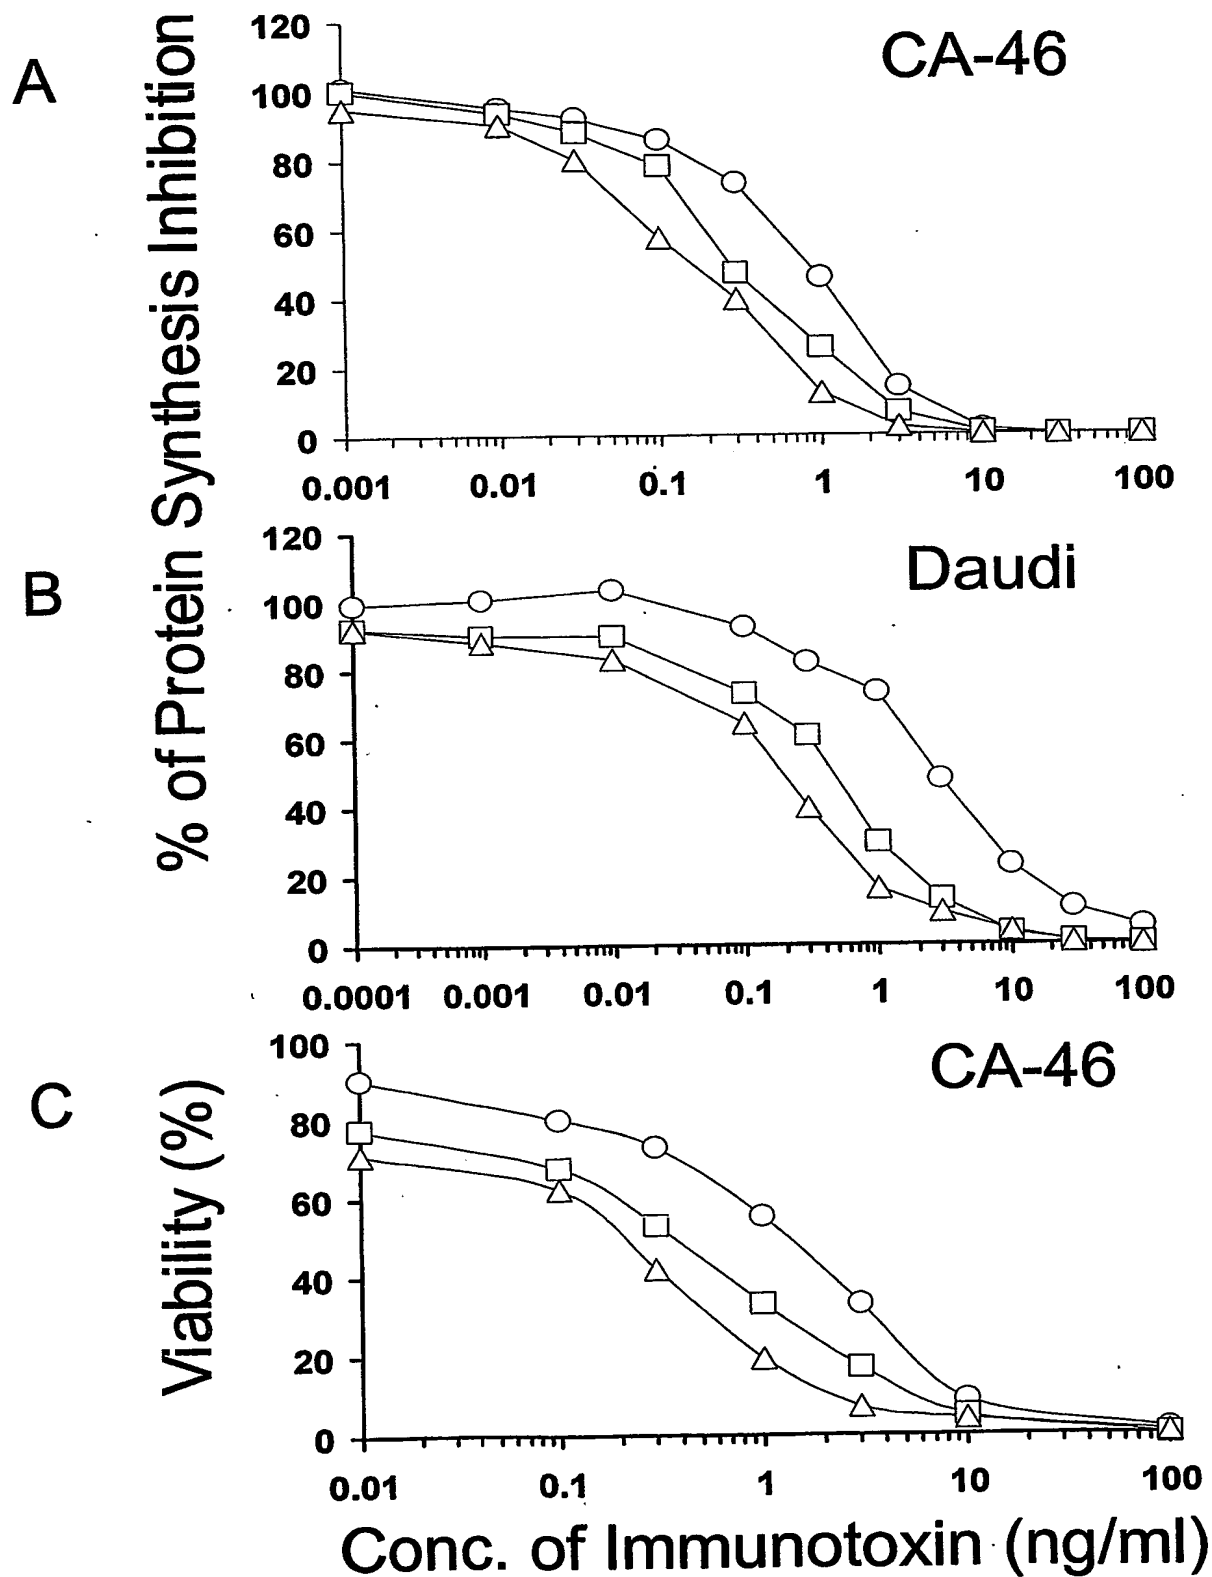 A
CA-46
% of Protein Synthesis Inhibition
120
100
80
60
40
20
0
0.001 0.01 0.1 1 10 100
B
Daudi
120
100
80
60
40
20
0
0.0001 0.001 0.01 0.1 1 10 100
C
CA-46
Viability (%)
100
80
60
40
20
0
0.01 0.1 1 10 100
Conc. of Immunotoxin (ng/ml)